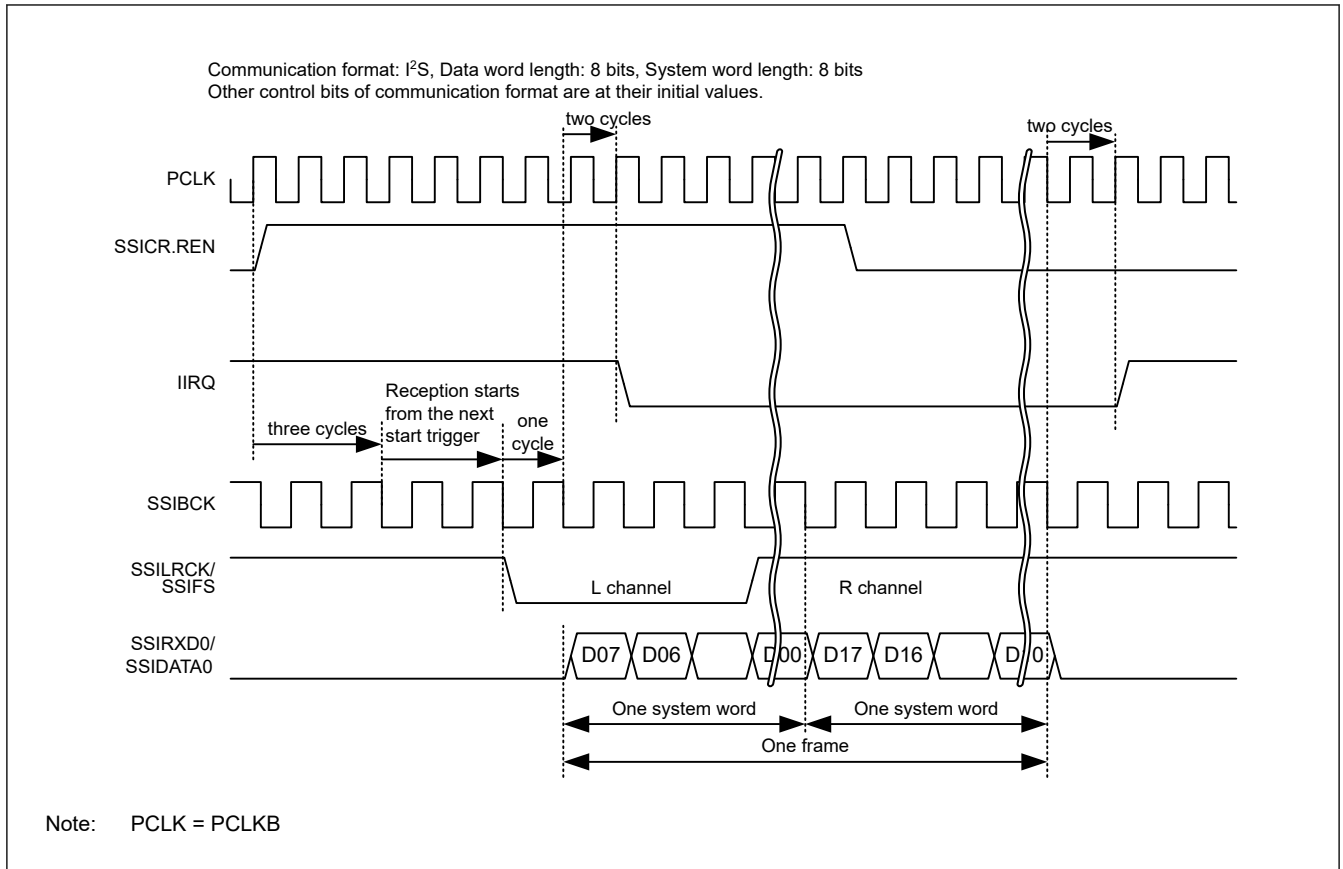 Communication format: I²S, Data word length: 8 bits, System word length: 8 bits
Other control bits of communication format are at their initial values.
two cycles
two cycles
PCLK
SSICR.REN
IIRQ
three cycles
Reception starts
from the next
start trigger
one
cycle
SSIBCK
SSILRCK/
SSIFS
L channel
R channel
SSIRXD0/
SSIDATA0
D07
D06
D00
D17
D16
D10
One system word
One system word
One frame
Note: PCLK = PCLKB